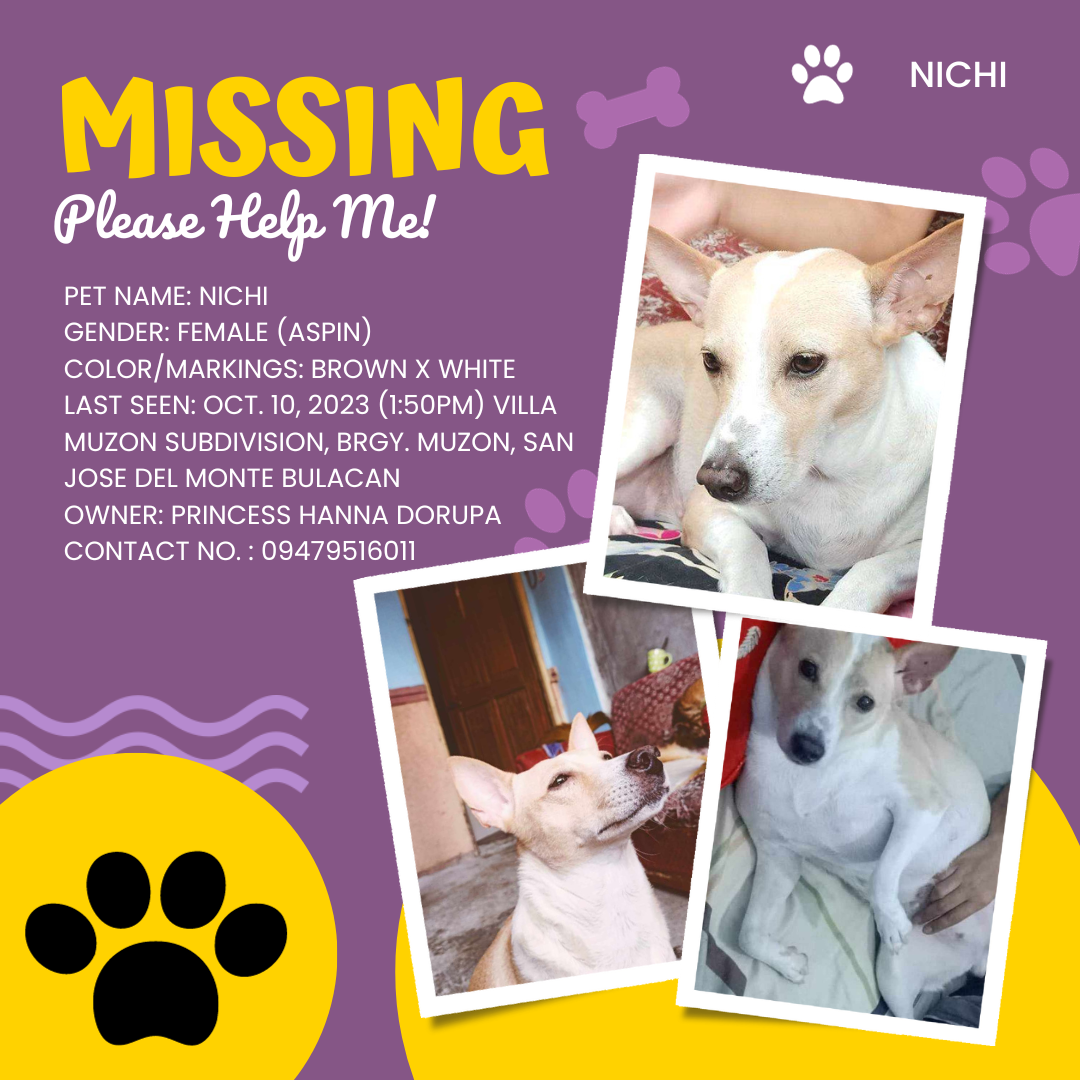 NICHI
MISSING
Please Help Me!
PET NAME: NICHI
GENDER: FEMALE (ASPIN)
COLOR/MARKINGS: BROWN X WHITE
LAST SEEN: OCT. 10, 2023 (1:50PM) VILLA
MUZON SUBDIVISION, BRGY. MUZON, SAN
JOSE DEL MONTE BULACAN
OWNER: PRINCESS HANNA DORUPA
CONTACT NO. : 09479516011